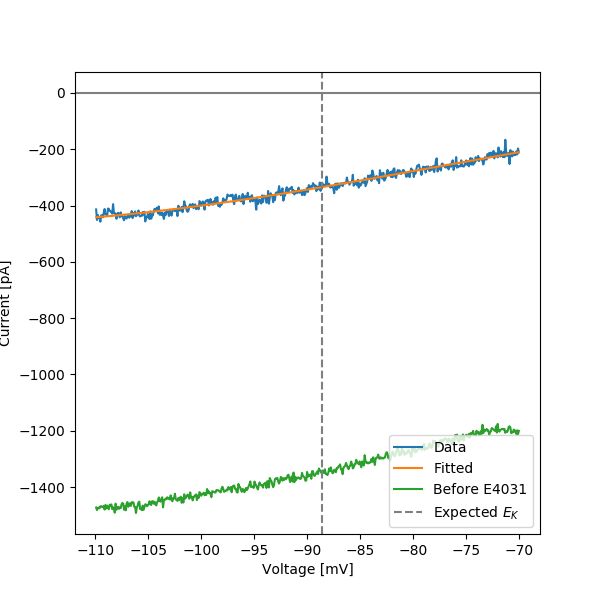 0
−200
−400
−600
−800
−1000
−1200
−1400
Current [pA]
−110
−105
−100
−95
−90
−85
−80
−75
−70
Voltage [mV]
Data
Fitted
Before E4031
Expected E_K